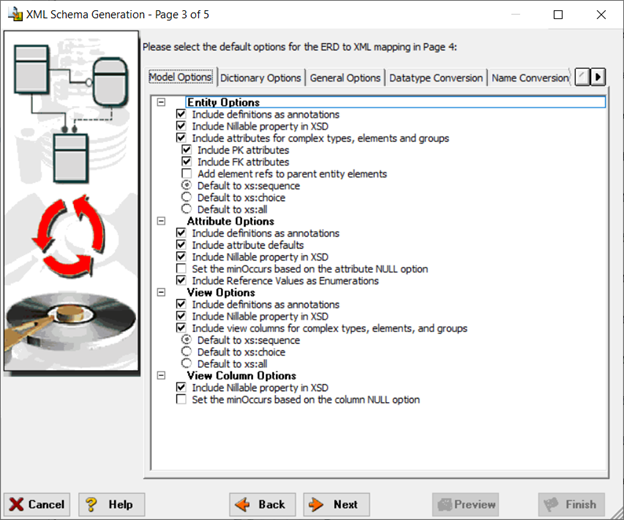 XML Schema Generation - Page 3 of 5
Please select the default options for the ERD to XML mapping in Page 4:
Model Options Dictionary Options General Options Datatype Conversion Name Conversion
Entity Options
Include definitions as annotations
Include Nillable property in XSD
Include attributes for complex types, elements and groups
Include PK attributes
Include FK attributes
Add element refs to parent entity elements
Default to xs:sequence
Default to xs:choice
Default to xs:all
Attribute Options
Include definitions as annotations
Include attribute defaults
Include Nillable property in XSD
Set the minOccurs based on the attribute NULL option
Include Reference Values as Enumerations
View Options
Include definitions as annotations
Include Nillable property in XSD
Include view columns for complex types, elements, and groups
Default to xs:sequence
Default to xs:choice
Default to xs:all
View Column Options
Include Nillable property in XSD
Set the minOccurs based on the column NULL option
Cancel Help Back Next Preview Finish